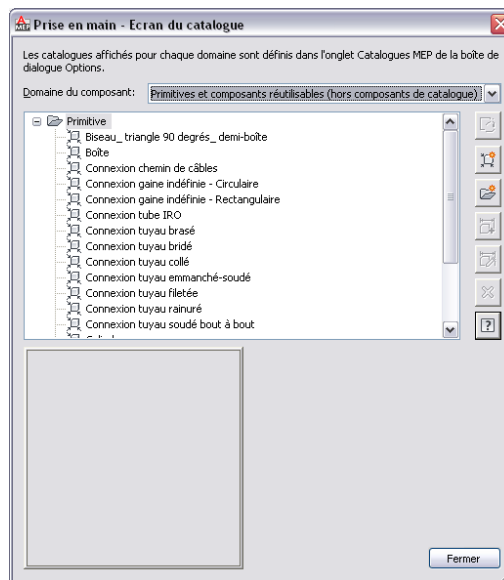 Prise en main - Ecran du catalogue
Les catalogues affichés pour chaque domaine sont définis dans l'onglet Catalogues MEP de la boîte de
dialogue Options.
Domaine du composant: Primitives et composants réutilisables (hors composants de catalogue)
Primitive
Biseau_ triangle 90 degrés_ demi-boîte
Boîte
Connexion chemin de câbles
Connexion gaine indéfinie - Circulaire
Connexion gaine indéfinie - Rectangulaire
Connexion tube IRO
Connexion tuyau brasé
Connexion tuyau bridé
Connexion tuyau collé
Connexion tuyau emmanché-soudé
Connexion tuyau filetée
Connexion tuyau rainuré
Connexion tuyau soudé bout à bout
Fermer